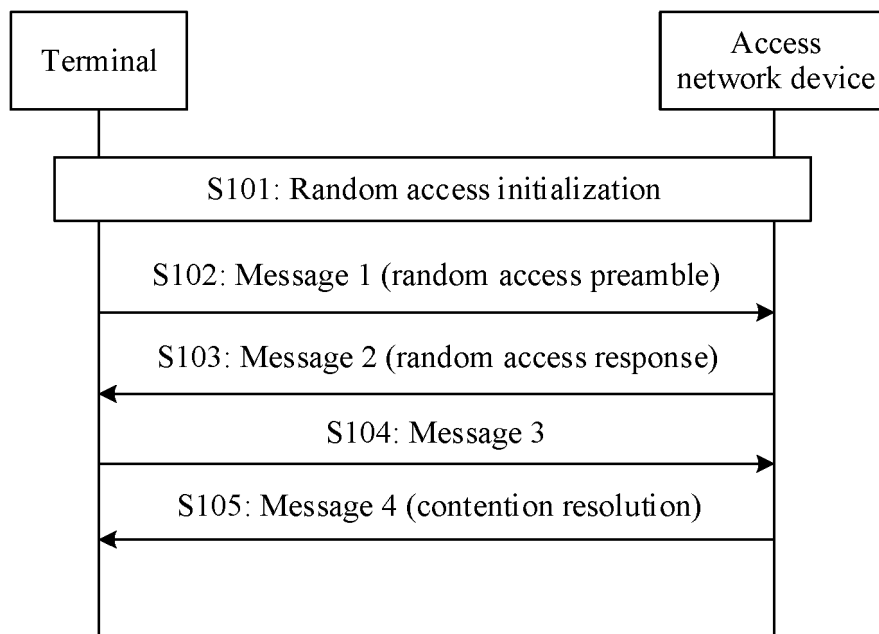 Terminal
Access
network device
S101: Random access initialization
S102: Message 1 (random access preamble)
S103: Message 2 (random access response)
S104: Message 3
S105: Message 4 (contention resolution)